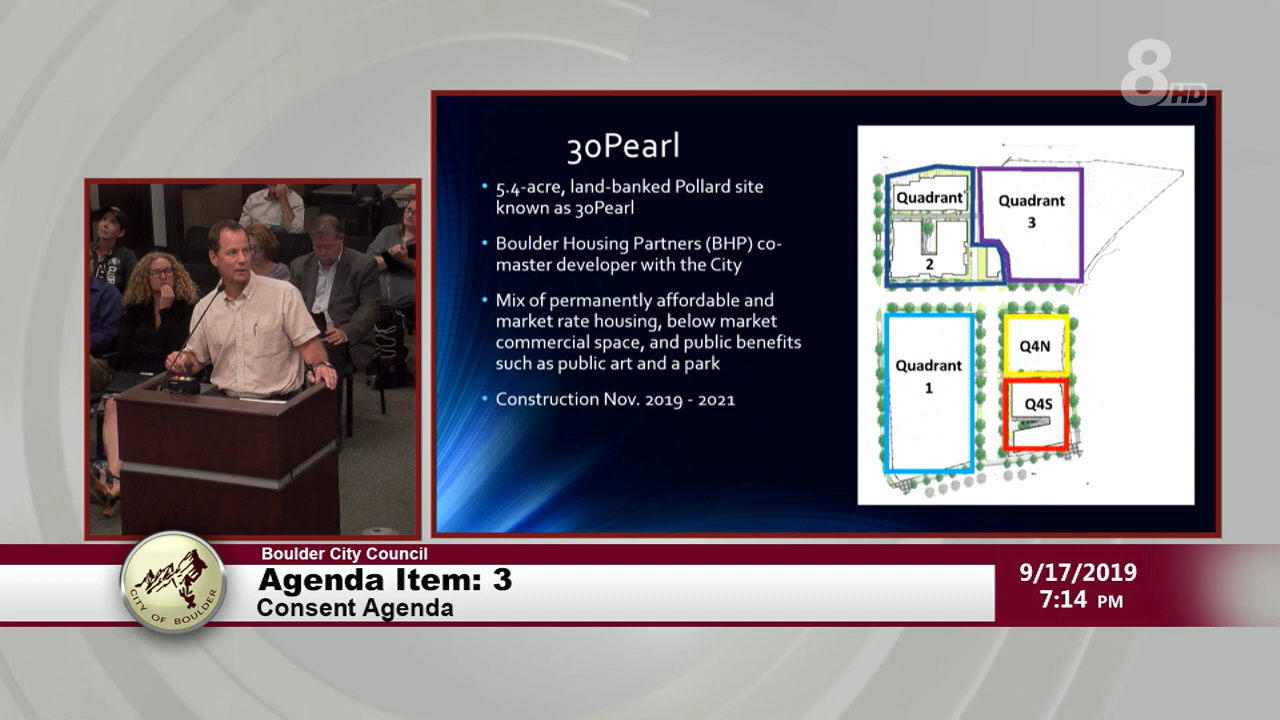 8HD
30Pearl
• 5.4-acre, land-banked Pollard site
known as 30Pearl
• Boulder Housing Partners (BHP) co-
master developer with the City
• Mix of permanently affordable and
market rate housing, below market
commercial space, and public benefits
such as public art and a park
• Construction Nov. 2019 - 2021
Quadrant
2
Quadrant
3
Quadrant
1
Q4N
Q4S
Boulder City Council
Agenda Item: 3
Consent Agenda
CITY OF BOULDER
9/17/2019
7:14 PM